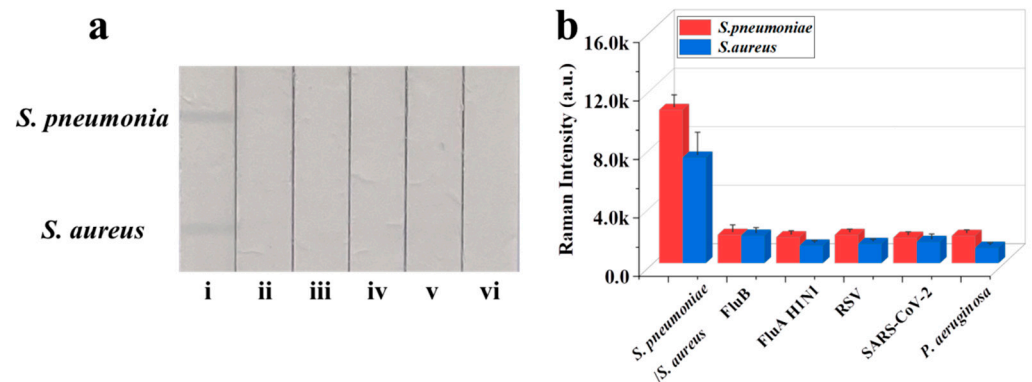 a
S. pneumonia
S. aureus
i ii iii iv v vi
b
S.pneumoniae
S.aureus
Raman Intensity (a.u.)
16.0k
12.0k
8.0k
4.0k
0.0
S. pneumoniae
/S. aureus
FluB
FluA H1N1
RSV
SARS-CoV-2
P. aeruginosa